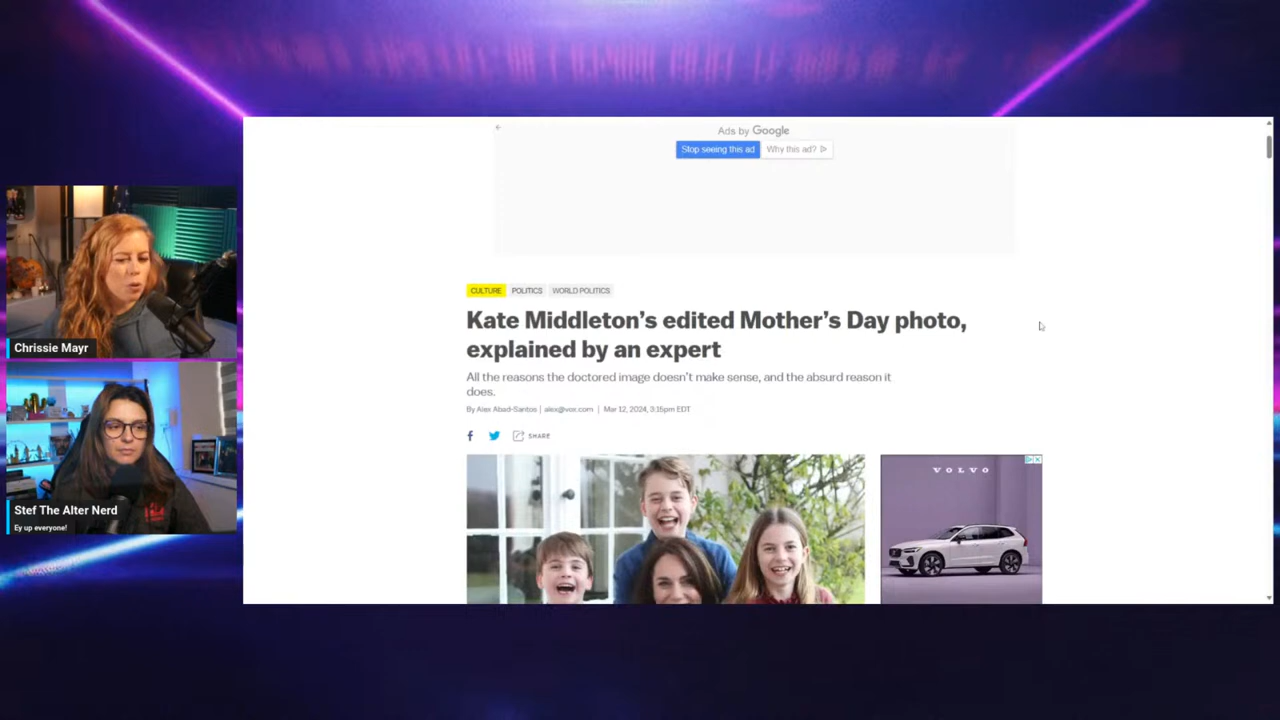 Ads by Google
Stop seeing this ad
Why this ad?
CULTURE POLITICS WORLD POLITICS
Kate Middleton's edited Mother's Day photo,
explained by an expert
All the reasons the doctored image doesn't make sense, and the absurd reason it
does.
By Alex Abad-Santos | alex@vox.com | Mar 12, 2024, 3:15pm EDT
SHARE
VOLVO
Chrissie Mayr
Stef The Alter Nerd
Ey up everyone!